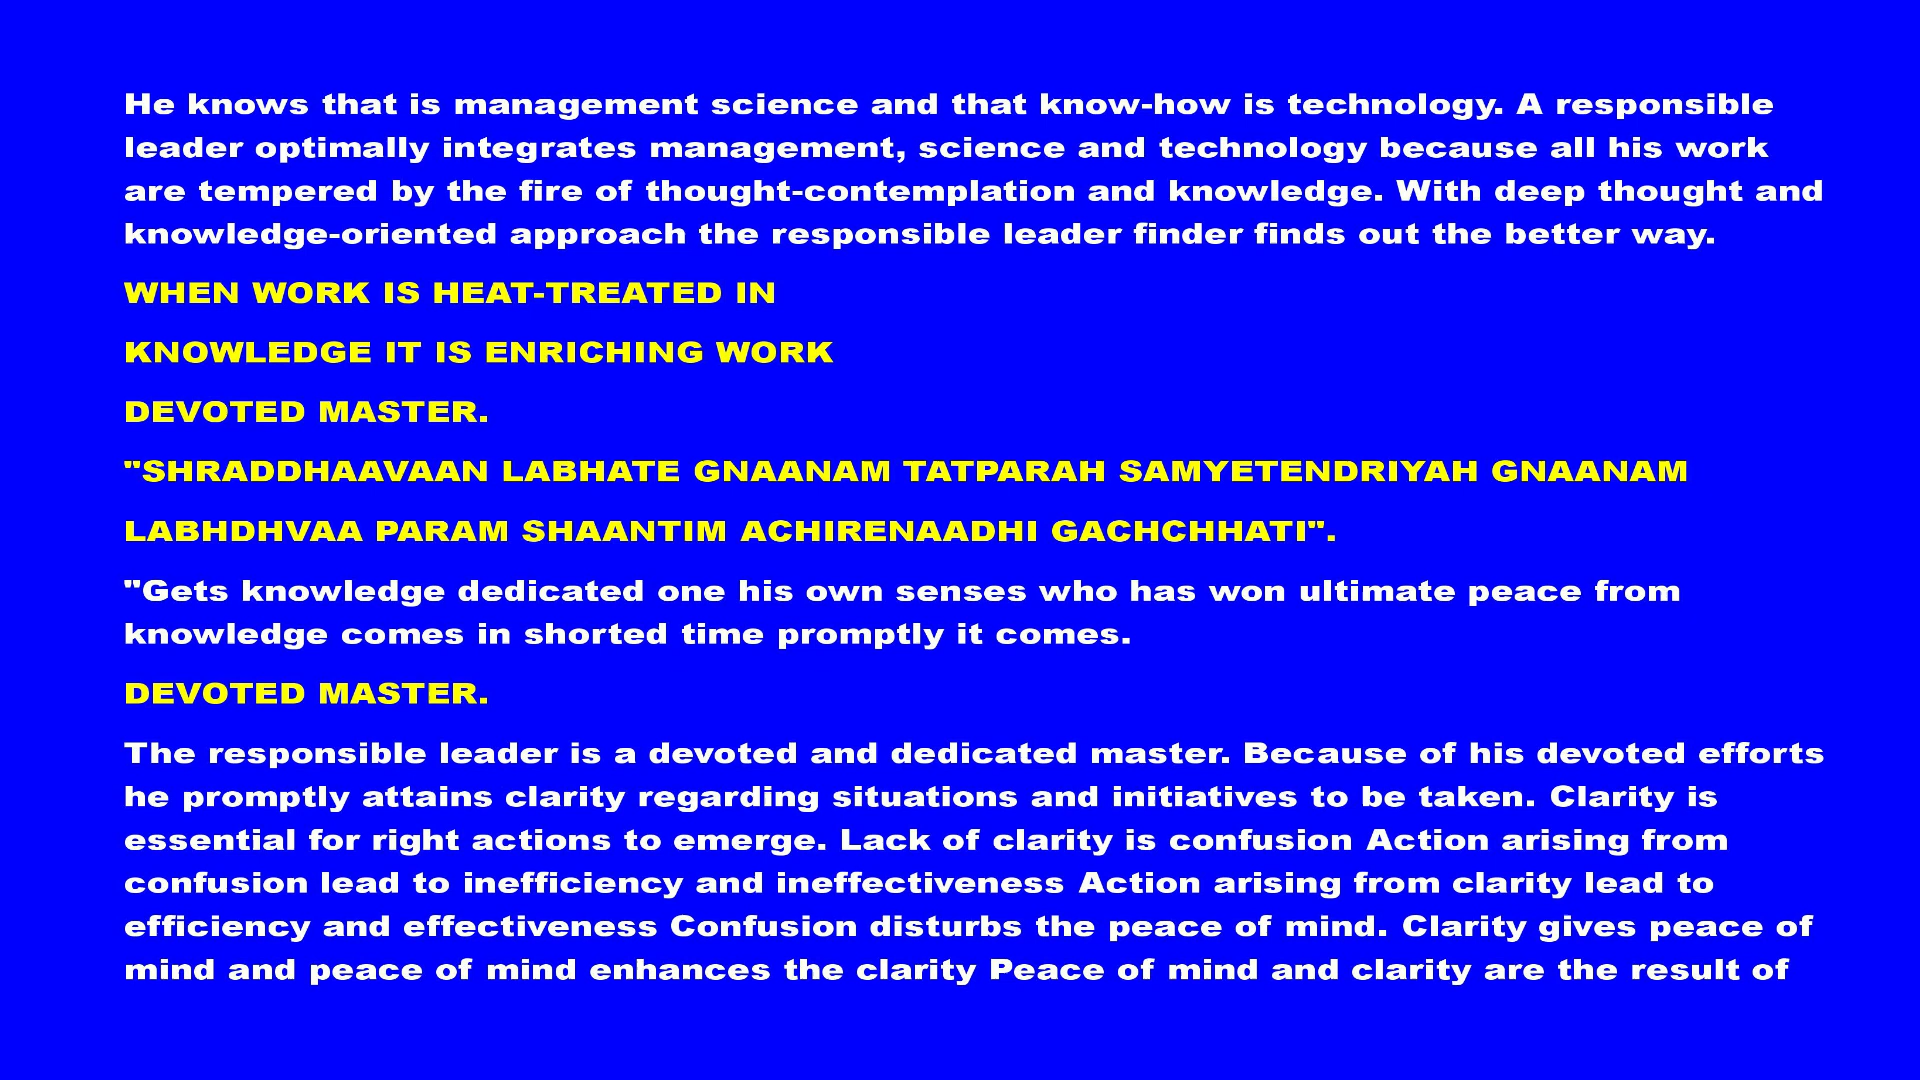 He knows that is management science and that know-how is technology. A responsible
leader optimally integrates management, science and technology because all his work
are tempered by the fire of thought-contemplation and knowledge. With deep thought and
knowledge-oriented approach the responsible leader finder finds out the better way.
WHEN WORK IS HEAT-TREATED IN
KNOWLEDGE IT IS ENRICHING WORK
DEVOTED MASTER.
"SHRADDHAAVAAN LABHATE GNAANAM TATPARAH SAMYETENDRIYAH GNAANAM
LABHDHVAA PARAM SHAANTIM ACHIRENAADHI GACHCHHATI".
"Gets knowledge dedicated one his own senses who has won ultimate peace from
knowledge comes in shorted time promptly it comes.
DEVOTED MASTER.
The responsible leader is a devoted and dedicated master. Because of his devoted efforts
he promptly attains clarity regarding situations and initiatives to be taken. Clarity is
essential for right actions to emerge. Lack of clarity is confusion Action arising from
confusion lead to inefficiency and ineffectiveness Action arising from clarity lead to
efficiency and effectiveness Confusion disturbs the peace of mind. Clarity gives peace of
mind and peace of mind enhances the clarity Peace of mind and clarity are the result of